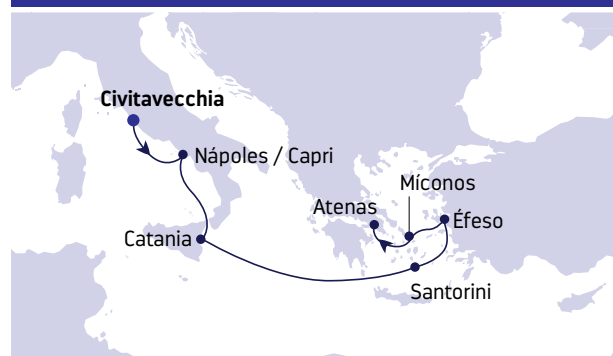 Civitavecchia
Nápoles / Capri
Míconos
Atenas
Éfeso
Catania
Santorini